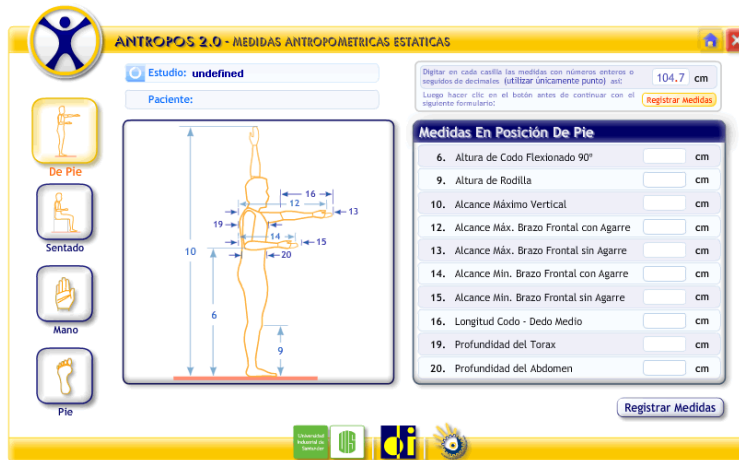 ANTROPOS 2.0 - MEDIDAS ANTROPOMETRICAS ESTATICAS
Estudio: undefined
Paciente:
Digitar en cada casilla las medidas con números enteros o
seguidos de decimales (utilizar únicamente punto) asi:
104.7 cm
Luego hacer clic en el botón antes de continuar con el
siguiente formulario:
Registrar Medidas
De Pie
Sentado
Mano
Pie
16
12
13
19
14
15
20
10
6
9
Medidas En Posición De Pie
6. Altura de Codo Flexionado 90º cm
9. Altura de Rodilla cm
10. Alcance Máximo Vertical cm
12. Alcance Máx. Brazo Frontal con Agarre cm
13. Alcance Máx. Brazo Frontal sin Agarre cm
14. Alcance Min. Brazo Frontal con Agarre cm
15. Alcance Min. Brazo Frontal sin Agarre cm
16. Longitud Codo - Dedo Medio cm
19. Profundidad del Torax cm
20. Profundidad del Abdomen cm
Registrar Medidas
Universidad
Industrial de
Santander
di